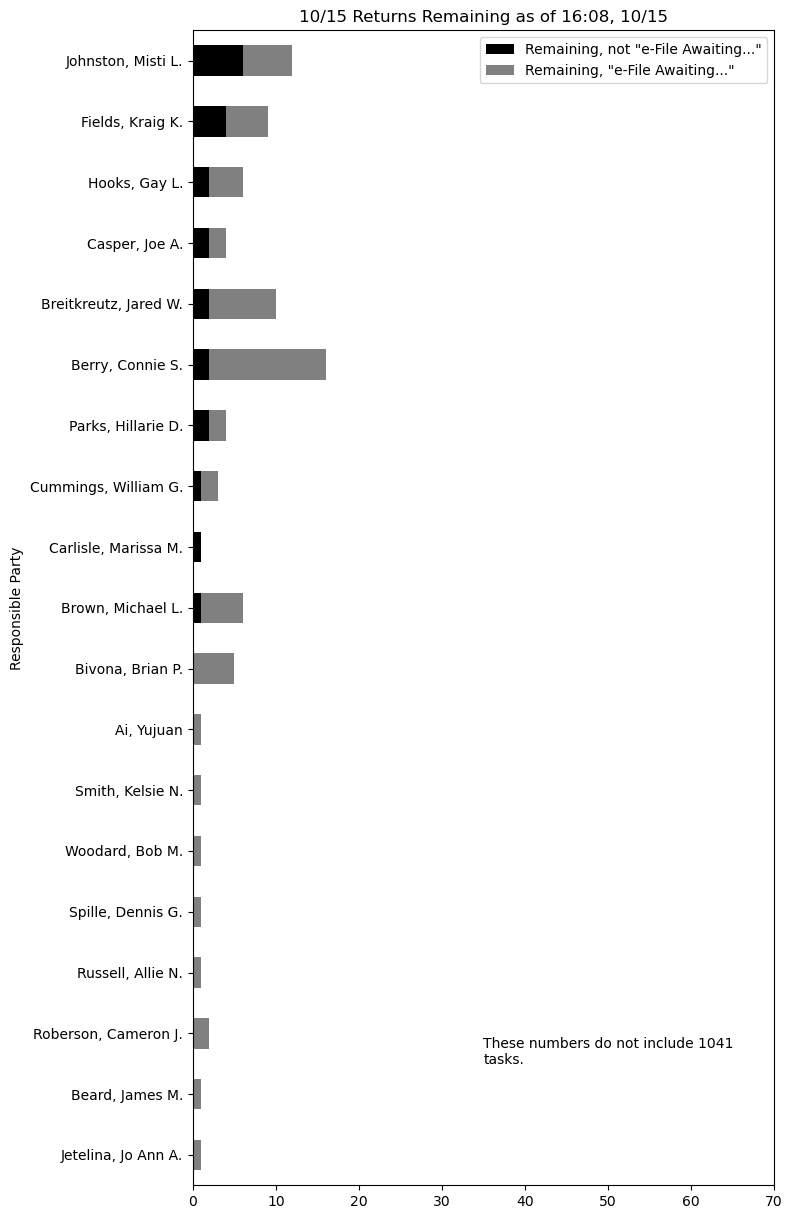 10/15 Returns Remaining as of 16:08, 10/15
Remaining, not "e-File Awaiting..."
Remaining, "e-File Awaiting..."
Responsible Party
Johnston, Misti L.
Fields, Kraig K.
Hooks, Gay L.
Casper, Joe A.
Breitkreutz, Jared W.
Berry, Connie S.
Parks, Hillarie D.
Cummings, William G.
Carlisle, Marissa M.
Brown, Michael L.
Bivona, Brian P.
Ai, Yujuan
Smith, Kelsie N.
Woodard, Bob M.
Spille, Dennis G.
Russell, Allie N.
Roberson, Cameron J.
Beard, James M.
Jetelina, Jo Ann A.
These numbers do not include 1041
tasks.
0 10 20 30 40 50 60 70